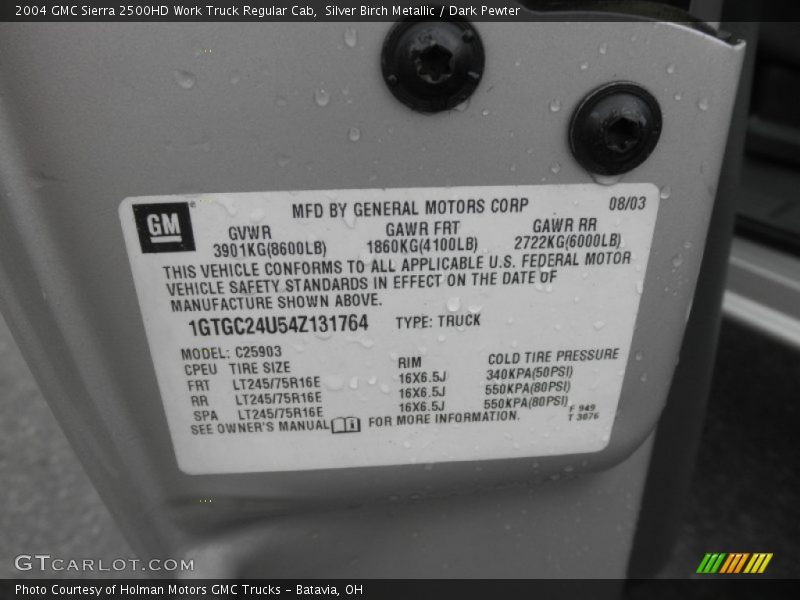 2004 GMC Sierra 2500HD Work Truck Regular Cab,  Silver Birch Metallic / Dark Pewter
GM
MFD BY GENERAL MOTORS CORP 08/03
GVWR GAWR FRT GAWR RR
3901KG(8600LB) 1860KG(4100LB) 2722KG(6000LB)
THIS VEHICLE CONFORMS TO ALL APPLICABLE U.S. FEDERAL MOTOR
VEHICLE SAFETY STANDARDS IN EFFECT ON THE DATE OF
MANUFACTURE SHOWN ABOVE.
1GTGC24U54Z131764 TYPE: TRUCK
MODEL: C25903
CPEU TIRE SIZE RIM COLD TIRE PRESSURE
FRT LT245/75R16E 16X6.5J 340KPA(50PSI)
RR LT245/75R16E 16X6.5J 550KPA(80PSI)
SPA LT245/75R16E 16X6.5J 550KPA(80PSI)
SEE OWNER'S MANUAL FOR MORE INFORMATION.
F 949
T 3076
GTCARLOT.COM
Photo Courtesy of Holman Motors GMC Trucks – Batavia, OH